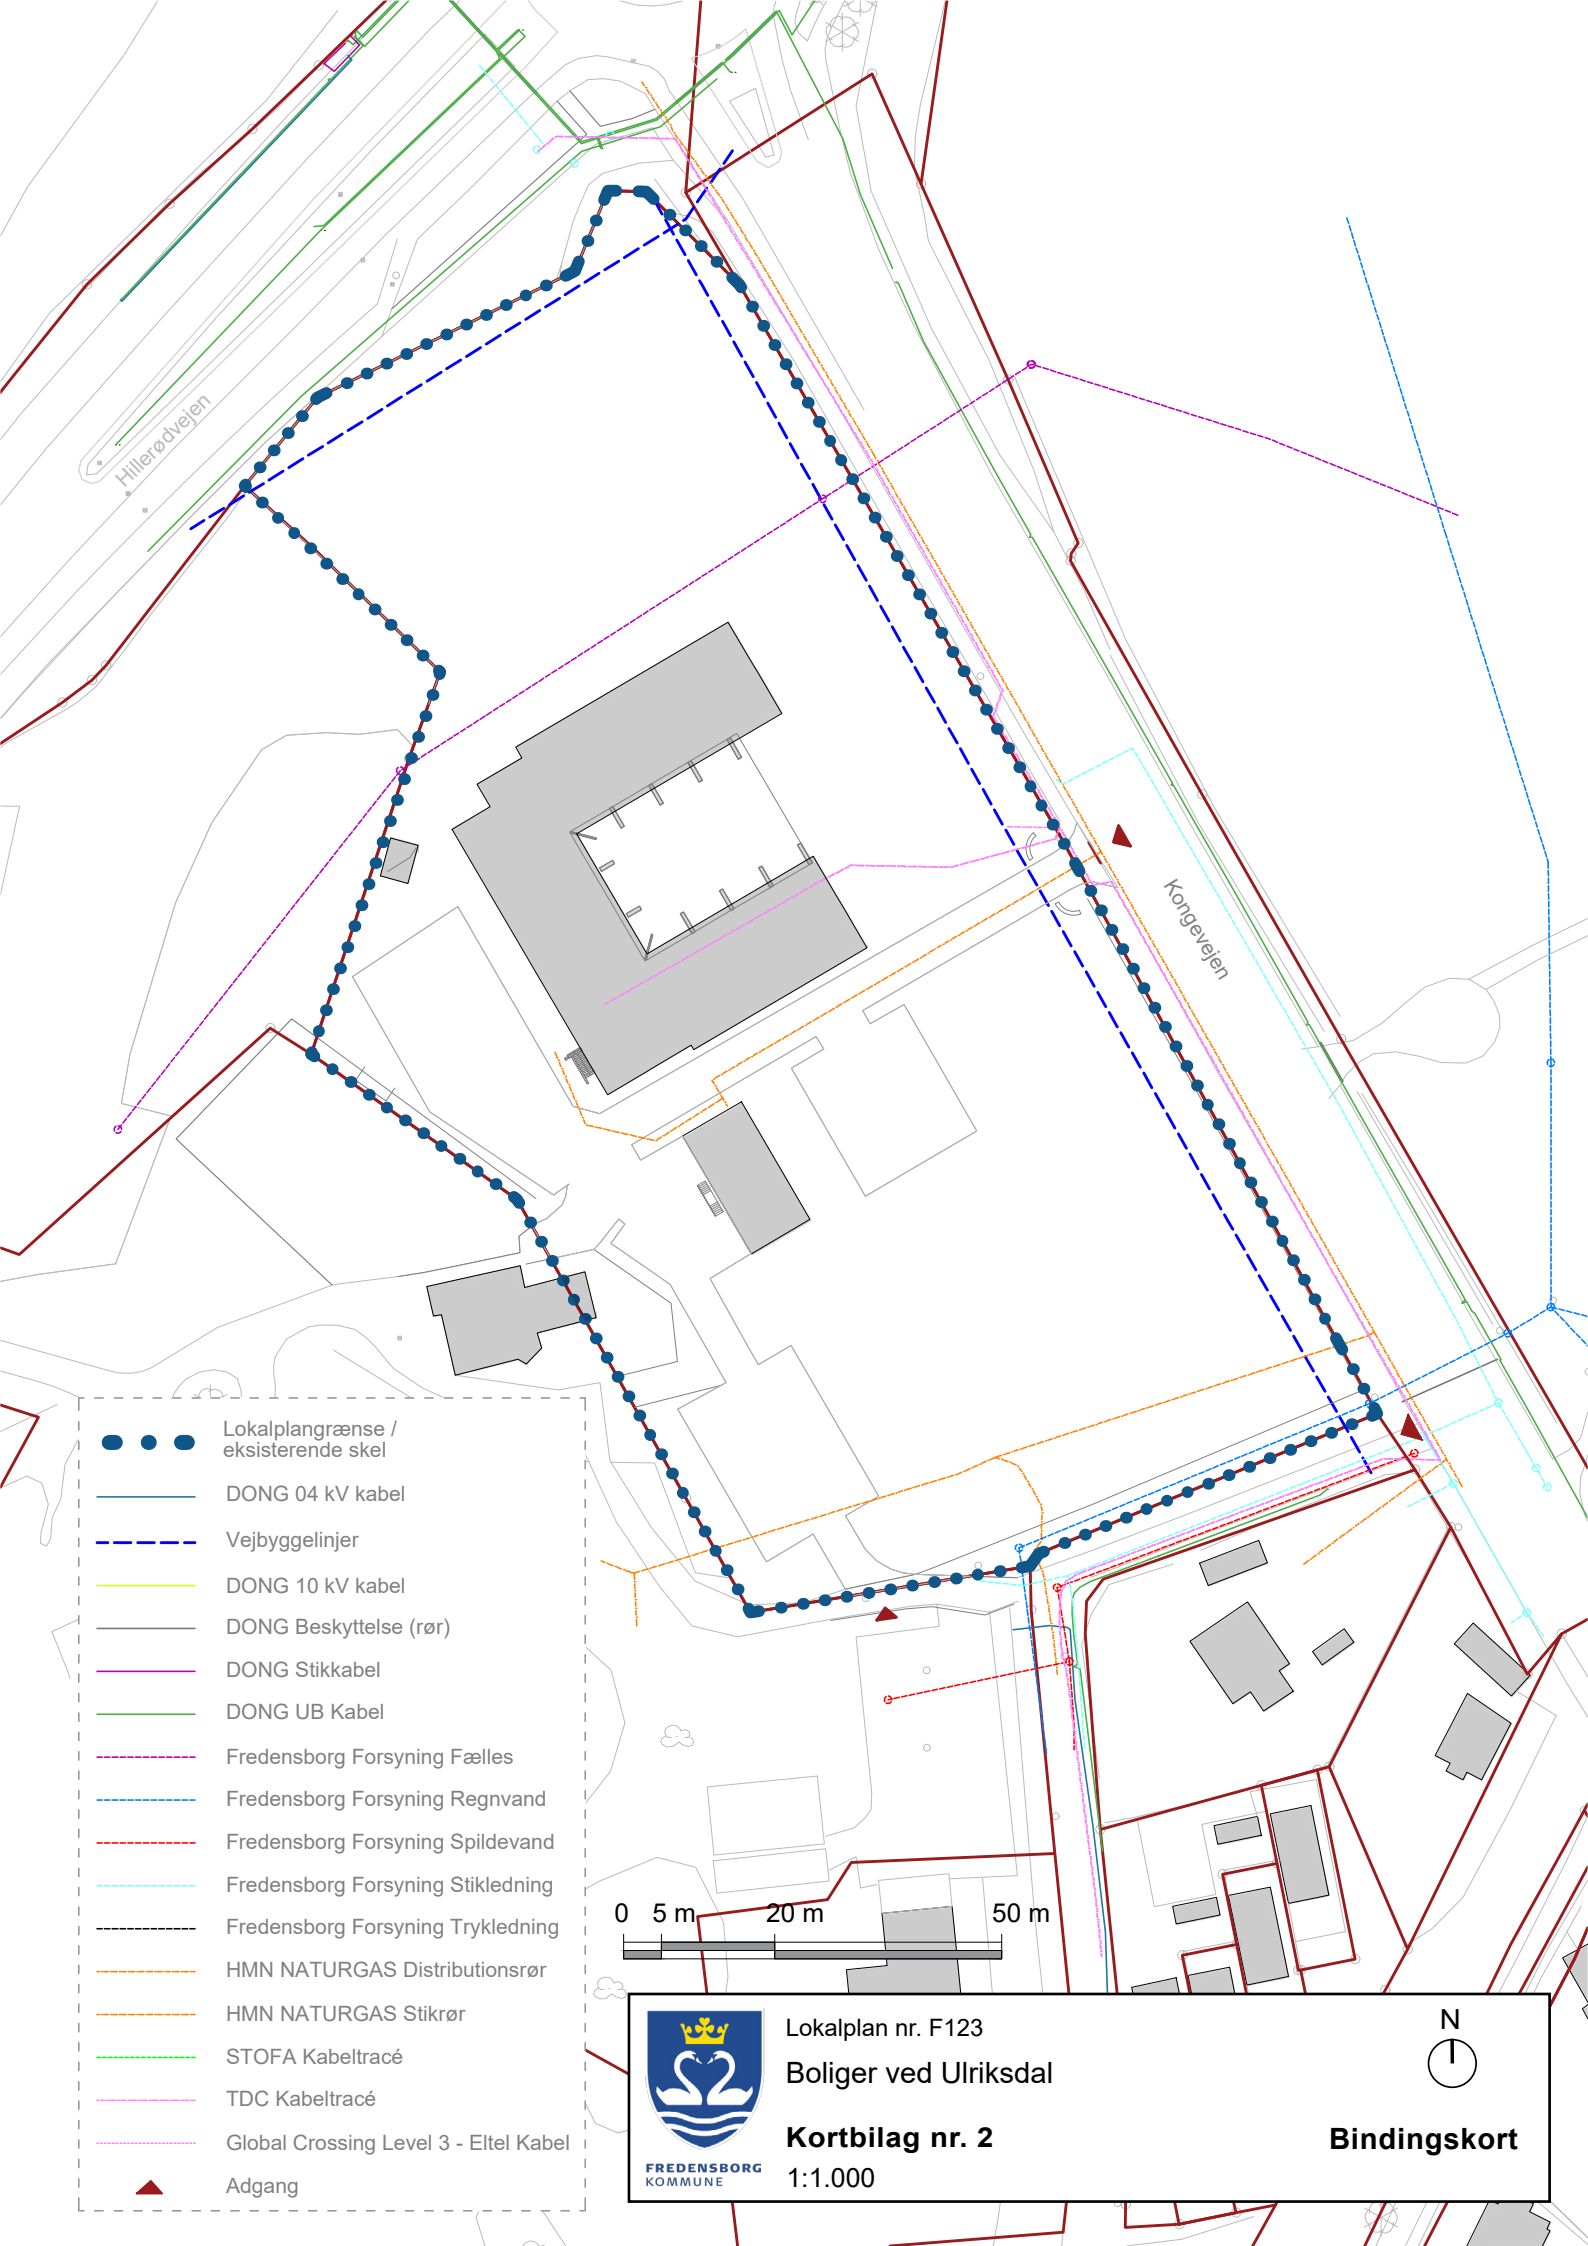 Hillerødvejen
Kongevejen
Lokalplangrænse /
eksisterende skel
DONG 04 kV kabel
Vejbyggelinjer
DONG 10 kV kabel
DONG Beskyttelse (rør)
DONG Stikkabel
DONG UB Kabel
Fredensborg Forsyning Fælles
Fredensborg Forsyning Regnvand
Fredensborg Forsyning Spildevand
Fredensborg Forsyning Stikledning
Fredensborg Forsyning Trykledning
HMN NATURGAS Distributionsrør
HMN NATURGAS Stikrør
STOFA Kabeltracé
TDC Kabeltracé
Global Crossing Level 3 - Eltel Kabel
Adgang
0 5 m 20 m 50 m
Lokalplan nr. F123
Boliger ved Ulriksdal
Kortbilag nr. 2
1:1.000
FREDENSBORG
KOMMUNE
N
Bindingskort